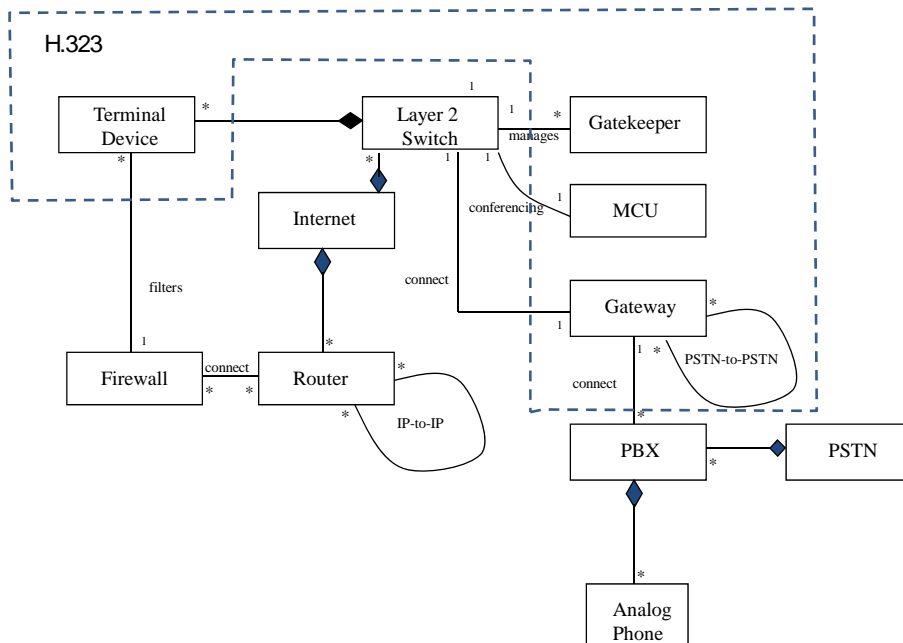 H.323
1
Terminal
Device
*
Layer 2
Switch
1
*
manages
Gatekeeper
*
*
1
1
conferencing
1
MCU
Internet
connect
filters
Gateway
*
1
1
*
PSTN-to-PSTN
1
*
*
Firewall
connect
*
*
Router
*
IP-to-IP
connect
*
PBX
*
PSTN
*
Analog
Phone